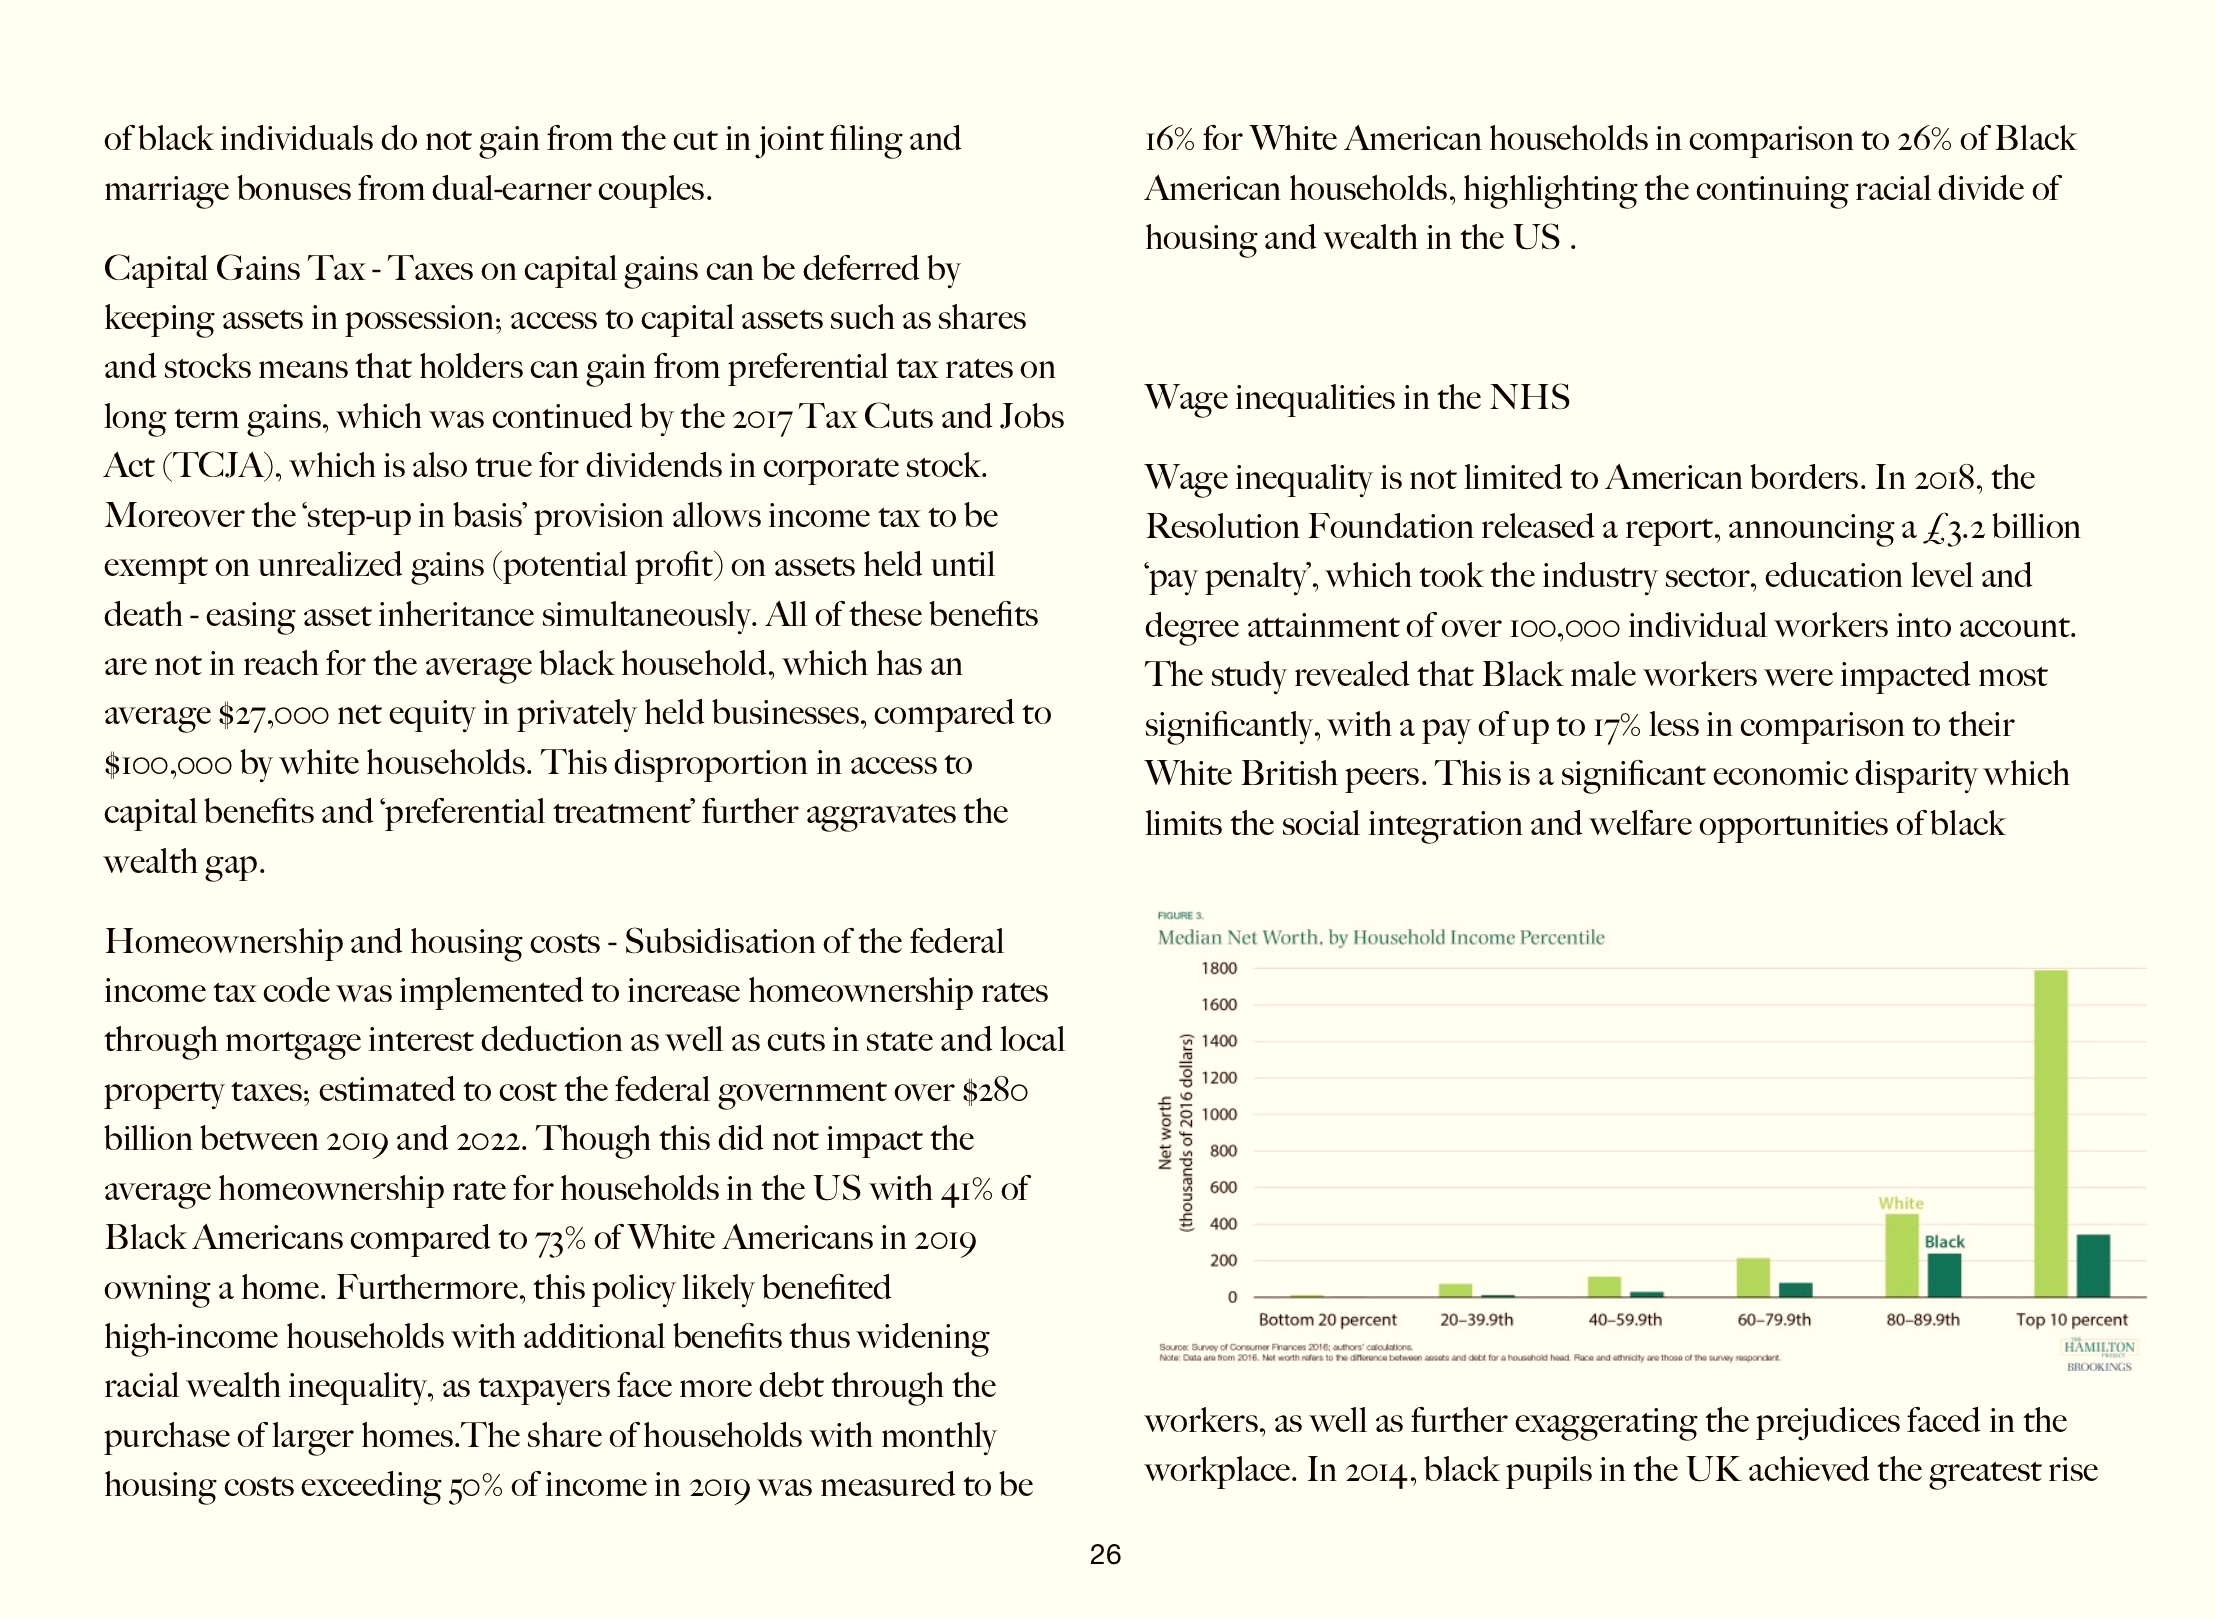 of black individuals do not gain from the cut in joint filing and
marriage bonuses from dual-earner couples.
Capital Gains Tax - Taxes on capital gains can be deferred by
keeping assets in possession; access to capital assets such as shares
and stocks means that holders can gain from preferential tax rates on
long term gains, which was continued by the 2017 Tax Cuts and Jobs
Act (TCJA), which is also true for dividends in corporate stock.
Moreover the ‘step-up in basis’ provision allows income tax to be
exempt on unrealized gains (potential profit) on assets held until
death - easing asset inheritance simultaneously. All of these benefits
are not in reach for the average black household, which has an
average $27,000 net equity in privately held businesses, compared to
$100,000 by white households. This disproportion in access to
capital benefits and ‘preferential treatment’ further aggravates the
wealth gap.
Homeownership and housing costs - Subsidisation of the federal
income tax code was implemented to increase homeownership rates
through mortgage interest deduction as well as cuts in state and local
property taxes; estimated to cost the federal government over $280
billion between 2019 and 2022. Though this did not impact the
average homeownership rate for households in the US with 41% of
Black Americans compared to 73% of White Americans in 2019
owning a home. Furthermore, this policy likely benefited
high-income households with additional benefits thus widening
racial wealth inequality, as taxpayers face more debt through the
purchase of larger homes.The share of households with monthly
housing costs exceeding 50% of income in 2019 was measured to be
16% for White American households in comparison to 26% of Black
American households, highlighting the continuing racial divide of
housing and wealth in the US .
Wage inequalities in the NHS
Wage inequality is not limited to American borders. In 2018, the
Resolution Foundation released a report, announcing a £3.2 billion
‘pay penalty’, which took the industry sector, education level and
degree attainment of over 100,000 individual workers into account.
The study revealed that Black male workers were impacted most
significantly, with a pay of up to 17% less in comparison to their
White British peers. This is a significant economic disparity which
limits the social integration and welfare opportunities of black
FIGURE 3.
Median Net Worth, by Household Income Percentile
Net worth
(thousands of 2016 dollars)
1800
1600
1400
1200
1000
800
600
400
200
0
White
Black
Bottom 20 percent 20–39.9th 40–59.9th 60–79.9th 80–89.9th Top 10 percent
Source: Survey of Consumer Finances 2016; authors' calculations.
Note: Data are from 2016. Net worth refers to the difference between assets and debt for a household head. Race and ethnicity are those of the survey respondent.
THE
HAMILTON
PROJECT
BROOKINGS
workers, as well as further exaggerating the prejudices faced in the
workplace. In 2014, black pupils in the UK achieved the greatest rise
26